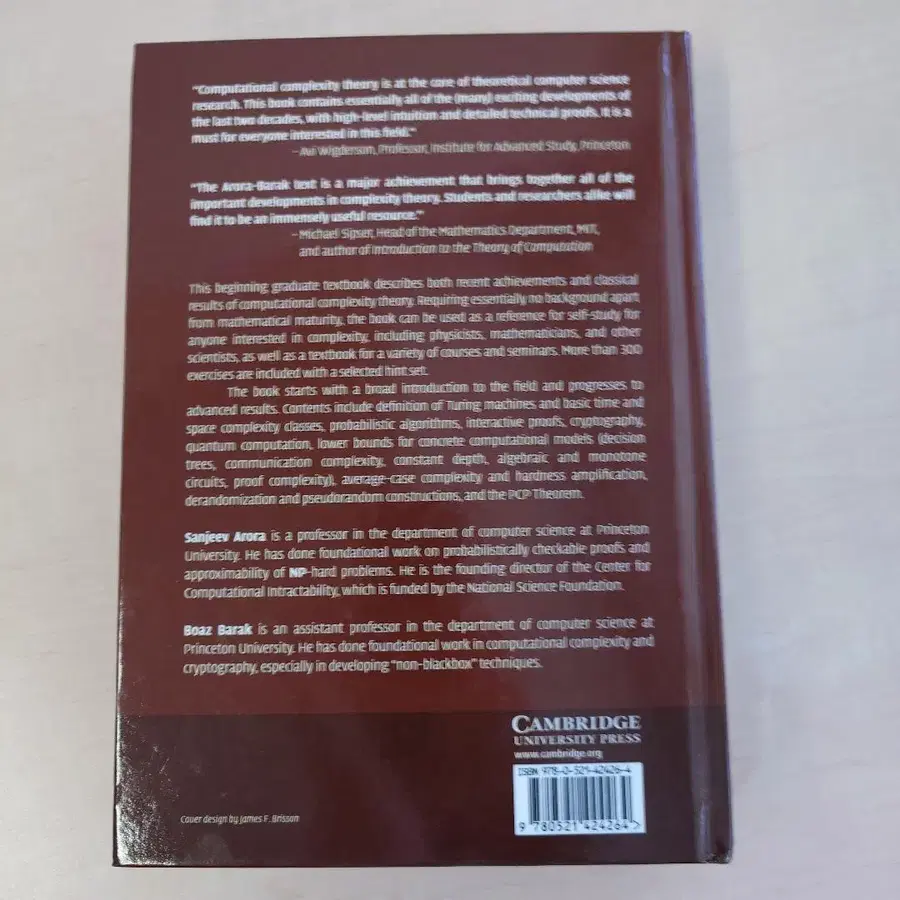 "Computational complexity theory is at the core of theoretical computer science
research. This book contains essentially all of the (many) exciting developments of
the last two decades, with high-level intuition and detailed technical proofs. It is a
must for everyone interested in this field."
– Avi Wigderson, Professor, Institute for Advanced Study, Princeton
"The Arora-Barak text is a major achievement that brings together all of the
important developments in complexity theory. Students and researchers alike will
find it to be an immensely useful resource."
– Michael Sipser, Head of the Mathematics Department, MIT,
and author of Introduction to the Theory of Computation
This beginning graduate textbook describes both recent achievements and classical
results of computational complexity theory. Requiring essentially no background apart
from mathematical maturity, the book can be used as a reference for self-study for
anyone interested in complexity, including physicists, mathematicians, and other
scientists, as well as a textbook for a variety of courses and seminars. More than 300
exercises are included with a selected hint set.
The book starts with a broad introduction to the field and progresses to
advanced results. Contents include definition of Turing machines and basic time and
space complexity classes, probabilistic algorithms, interactive proofs, cryptography,
quantum computation, lower bounds for concrete computational models (decision
trees, communication complexity, constant depth, algebraic and monotone
circuits, proof complexity), average-case complexity and hardness amplification,
derandomization and pseudorandom constructions, and the PCP Theorem.
Sanjeev Arora is a professor in the department of computer science at Princeton
University. He has done foundational work on probabilistically checkable proofs and
approximability of NP-hard problems. He is the founding director of the Center for
Computational Intractability, which is funded by the National Science Foundation.
Boaz Barak is an assistant professor in the department of computer science at
Princeton University. He has done foundational work in computational complexity and
cryptography, especially in developing "non-blackbox" techniques.
CAMBRIDGE
UNIVERSITY PRESS
www.cambridge.org
ISBN 978-0-521-42426-4
9 780521 424264 >
Cover design by James F. Brisson